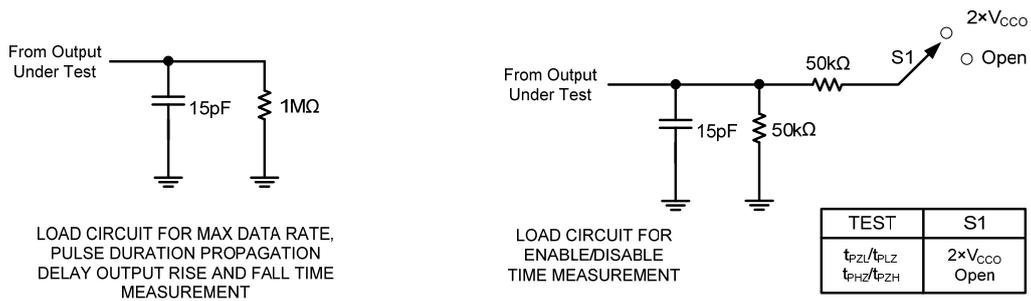 From Output
Under Test
15pF
1MΩ
LOAD CIRCUIT FOR MAX DATA RATE,
PULSE DURATION PROPAGATION
DELAY OUTPUT RISE AND FALL TIME
MEASUREMENT
2×VCCO
S1
Open
50kΩ
From Output
Under Test
15pF
50kΩ
LOAD CIRCUIT FOR
ENABLE/DISABLE
TIME MEASUREMENT
TEST S1
tPZL/tPLZ 2×VCCO
tPHZ/tPZH Open